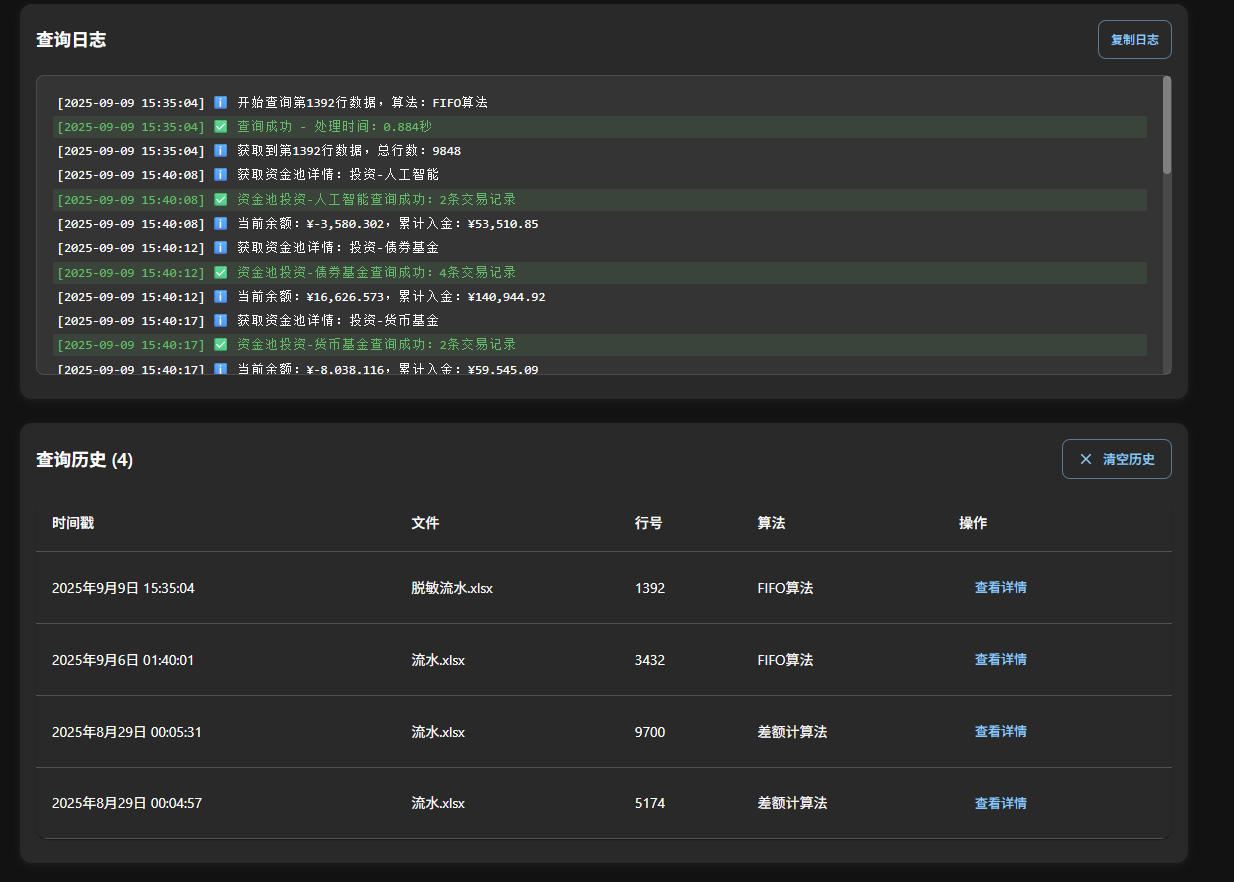 查询日志
复制日志
[2025-09-09 15:35:04] ℹ️ 开始查询第1392行数据，算法：FIFO算法
[2025-09-09 15:35:04] ✅ 查询成功 - 处理时间：0.884秒
[2025-09-09 15:35:04] ℹ️ 获取到第1392行数据，总行数：9848
[2025-09-09 15:40:08] ℹ️ 获取资金池详情：投资-人工智能
[2025-09-09 15:40:08] ✅ 资金池投资-人工智能查询成功：2条交易记录
[2025-09-09 15:40:08] ℹ️ 当前余额：¥-3,580.302，累计入金：¥53,510.85
[2025-09-09 15:40:12] ℹ️ 获取资金池详情：投资-债券基金
[2025-09-09 15:40:12] ✅ 资金池投资-债券基金查询成功：4条交易记录
[2025-09-09 15:40:12] ℹ️ 当前余额：¥16,626.573，累计入金：¥140,944.92
[2025-09-09 15:40:17] ℹ️ 获取资金池详情：投资-货币基金
[2025-09-09 15:40:17] ✅ 资金池投资-货币基金查询成功：2条交易记录
[2025-09-09 15:40:17] ℹ️ 当前余额：¥-8,038.116，累计入金：¥59,545.09
查询历史 (4)
✕ 清空历史
时间戳 文件 行号 算法 操作
2025年9月9日 15:35:04 脱敏流水.xlsx 1392 FIFO算法 查看详情
2025年9月6日 01:40:01 流水.xlsx 3432 FIFO算法 查看详情
2025年8月29日 00:05:31 流水.xlsx 9700 差额计算法 查看详情
2025年8月29日 00:04:57 流水.xlsx 5174 差额计算法 查看详情